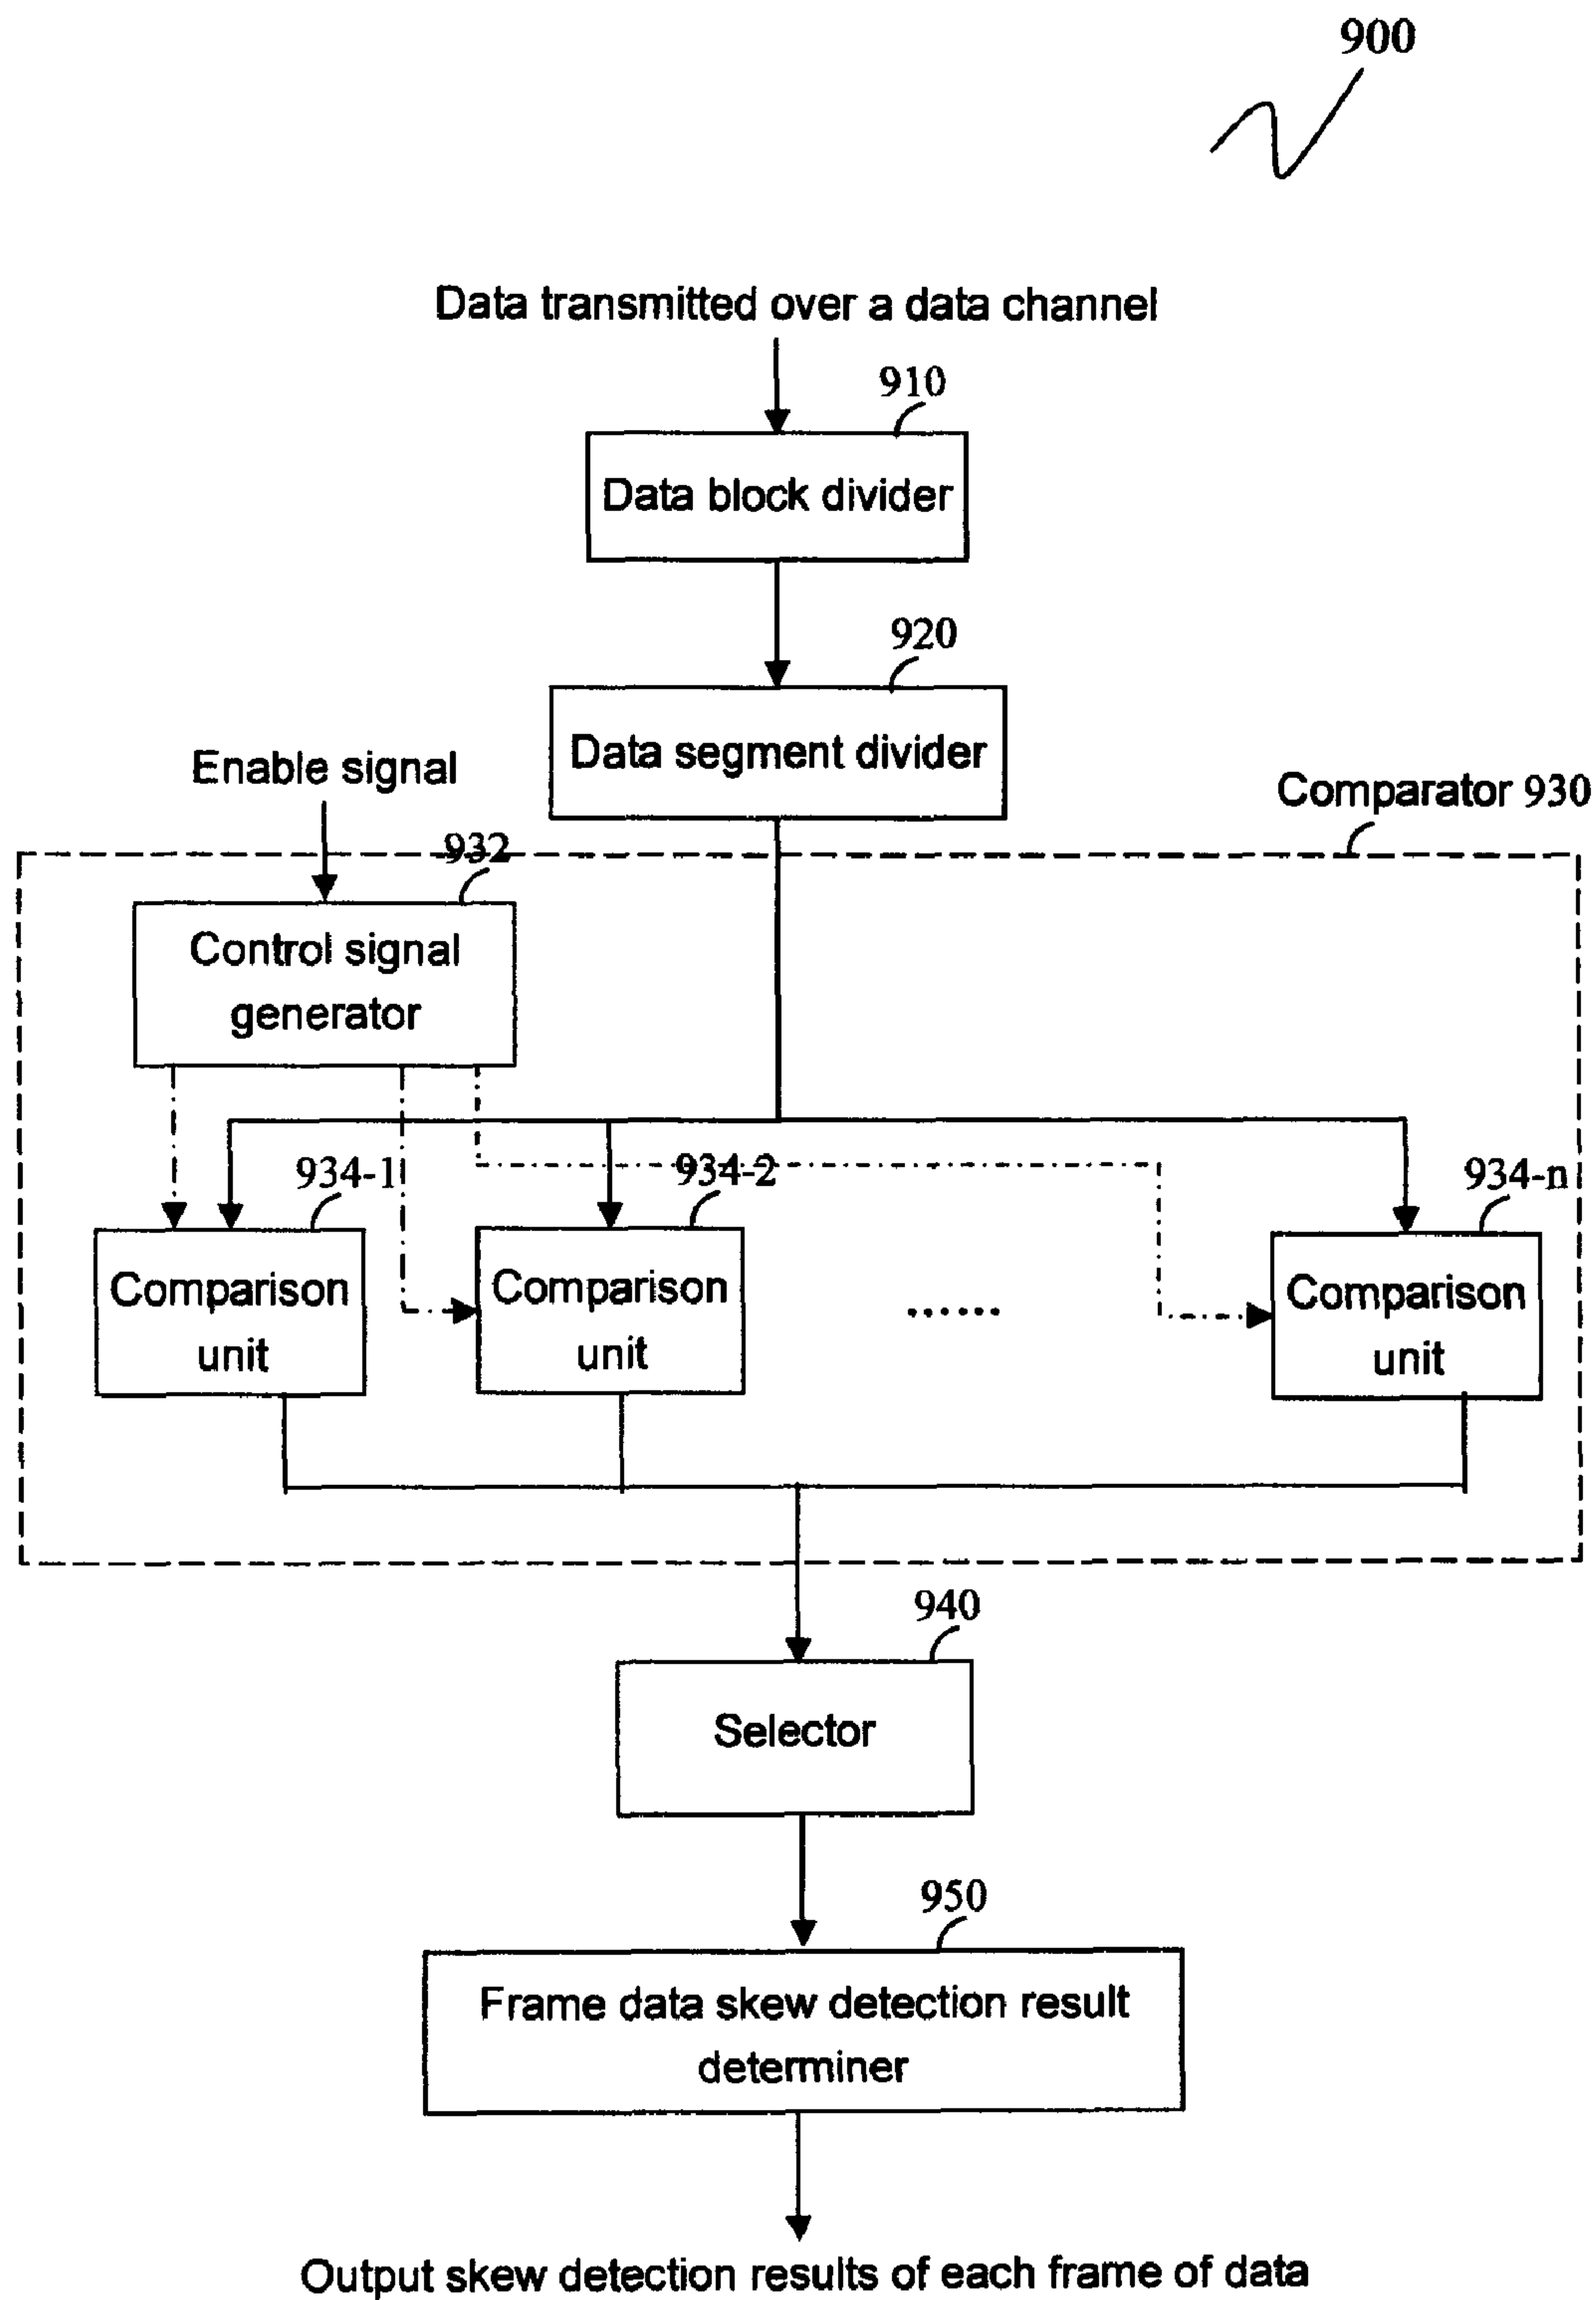 900
Data transmitted over a data channel
910
Data block divider
920
Data segment divider
Enable signal
Comparator 930
932
Control signal
generator
934-1
934-2
934-n
Comparison
unit
Comparison
unit
......
Comparison
unit
940
Selector
950
Frame data skew detection result
determiner
Output skew detection results of each frame of data